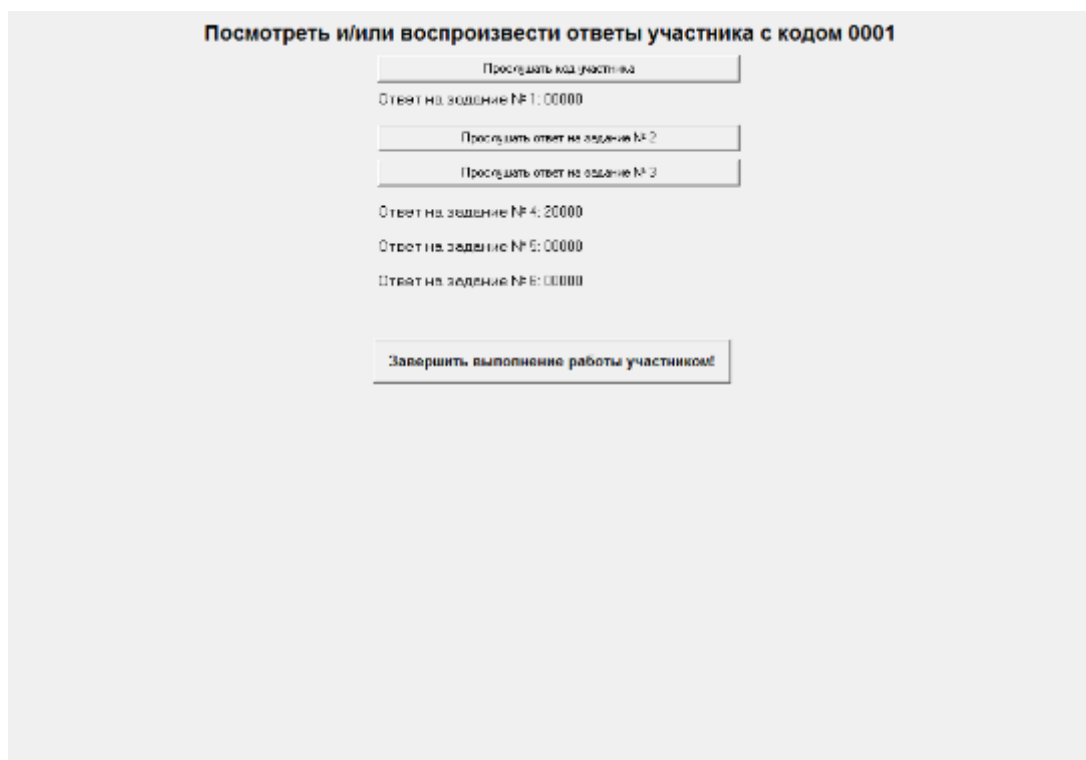 Посмотреть и/или воспроизвести ответы участника с кодом 0001
Прослушать код участника
Ответ на задание № 1: 00000
Прослушать ответ на задание № 2
Прослушать ответ на задание № 3
Ответ на задание № 4: 20000
Ответ на задание № 5: 00000
Ответ на задание № 6: 00000
Завершить выполнение работы участником!